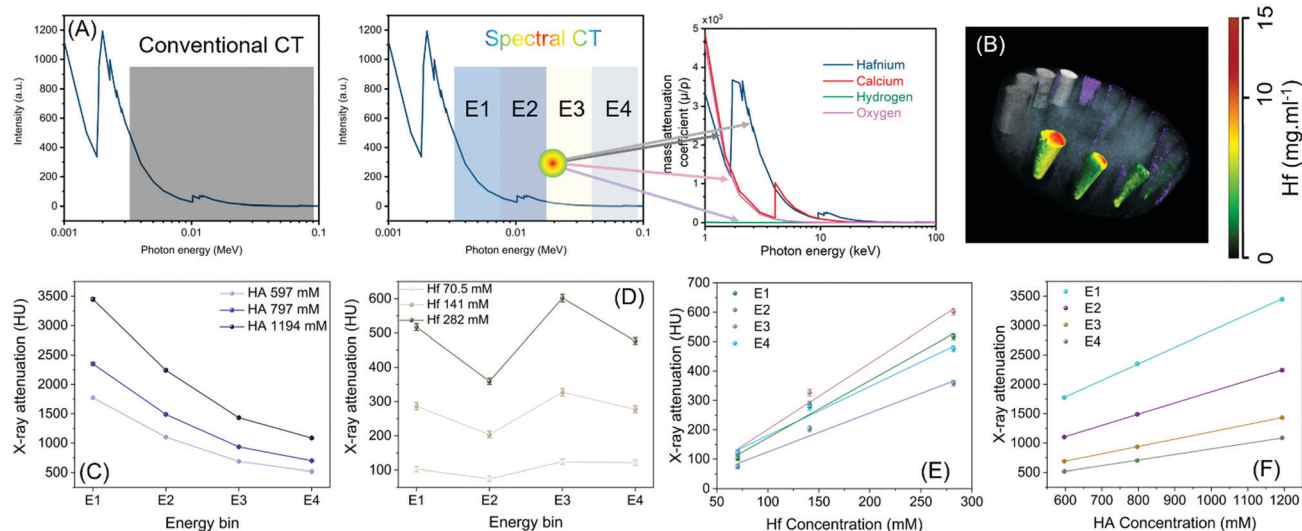 (A)
Conventional CT
Intensity (a.u.)
1200
1000
800
600
400
200
0
0.001
0.01
0.1
Photon energy (MeV)
Spectral CT
E1
E2
E3
E4
Intensity (a.u.)
1200
1000
800
600
400
200
0
0.001
0.01
0.1
Photon energy (MeV)
×10³
5
4
3
2
1
0
mass attenuation
coefficient (μ/ρ)
Hafnium
Calcium
Hydrogen
Oxygen
1
10
100
Photon energy (keV)
(B)
15
10
5
0
Hf (mg.ml⁻¹)
(C)
X-ray attenuation (HU)
3500
3000
2500
2000
1500
1000
500
HA 597 mM
HA 797 mM
HA 1194 mM
E1
E2
E3
E4
Energy bin
(D)
X-ray attenuation (HU)
600
500
400
300
200
100
Hf 70.5 mM
Hf 141 mM
Hf 282 mM
E1
E2
E3
E4
Energy bin
(E)
X-ray attenuation (HU)
700
600
500
400
300
200
100
0
E1
E2
E3
E4
50
100
150
200
250
300
Hf Concentration (mM)
(F)
X-ray attenuation
3500
3000
2500
2000
1500
1000
500
E1
E2
E3
E4
600
700
800
900
1000
1100
1200
HA Concentration (mM)